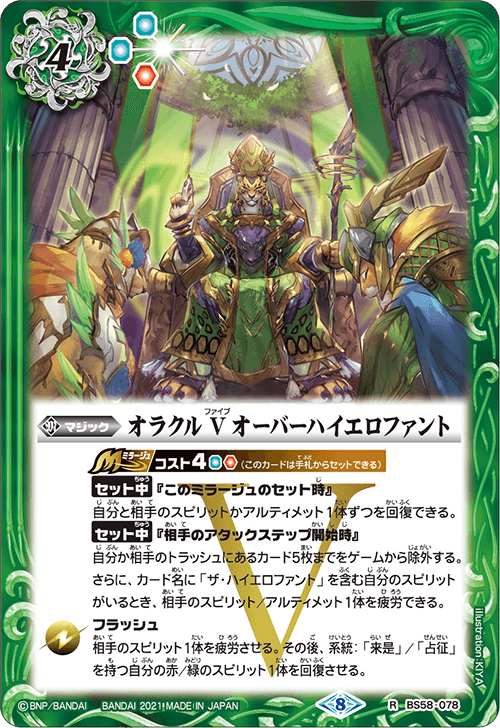 4
マジック オラクル Ⅴ オーバーハイエロファント
ファイブ
ミラージュ コスト4 (このカードは手札からセットできる)
セット中『このミラージュのセット時』
自分と相手のスピリットかアルティメット1体ずつを回復できる。
セット中『相手のアタックステップ開始時』
自分か相手のトラッシュにあるカード5枚までをゲームから除外する。
さらに、カード名に「ザ・ハイエロファント」を含む自分のスピリット
がいるとき、相手のスピリット/アルティメット1体を疲労できる。
フラッシュ
相手のスピリット1体を疲労させる。その後、系統:「来是」/「占征」
を持つ自分の赤/緑のスピリット1体を回復させる。
illustration:KIYA
©BNP/BANDAI BANDAI 2021 MADE IN JAPAN 8 R BS58-078